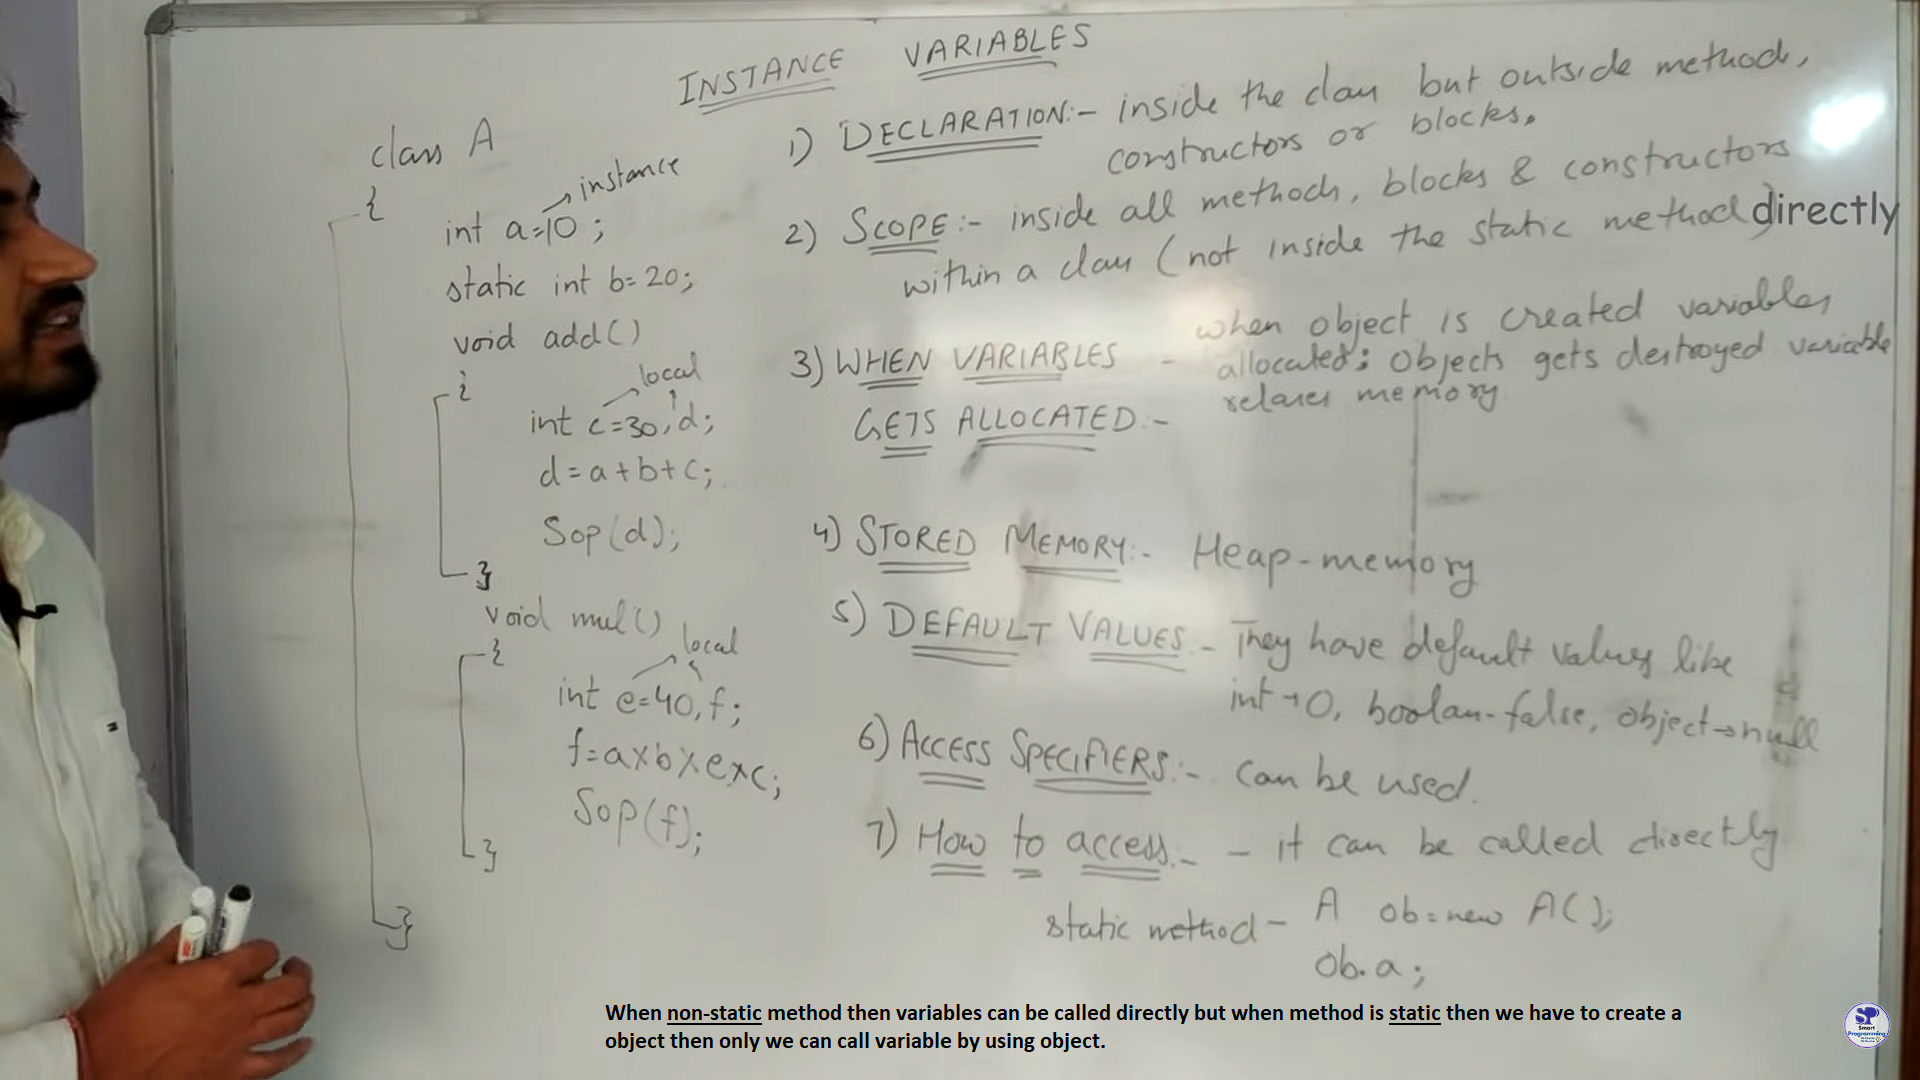 INSTANCE VARIABLES
class A
{
int a=10;
instance
static int b=20;
void add()
{
local
int c=30,d;
d=a+b+c;
Sop(d);
}
void mul()
{
local
int e=40,f;
f=a×b×e×c;
Sop(f);
}
}
1) DECLARATION:- inside the class but outside method,
constructors or blocks.
2) SCOPE:- inside all methods, blocks & constructors
within a class (not inside the static method) directly
3) WHEN VARIABLES GETS ALLOCATED:-
- when object is created variables
allocated; Objects gets destroyed variable
relases memory
4) STORED MEMORY:- Heap-memory
5) DEFAULT VALUES:- They have default values like
int→0, boolan-false, object→null
6) ACCESS SPECIFIERS:- Can be used.
7) How to access:- - it can be called directly
static method - A ob=new A();
ob.a;
When non-static method then variables can be called directly but when method is static then we have to create a
object then only we can call variable by using object.
SP
Smart
Programming